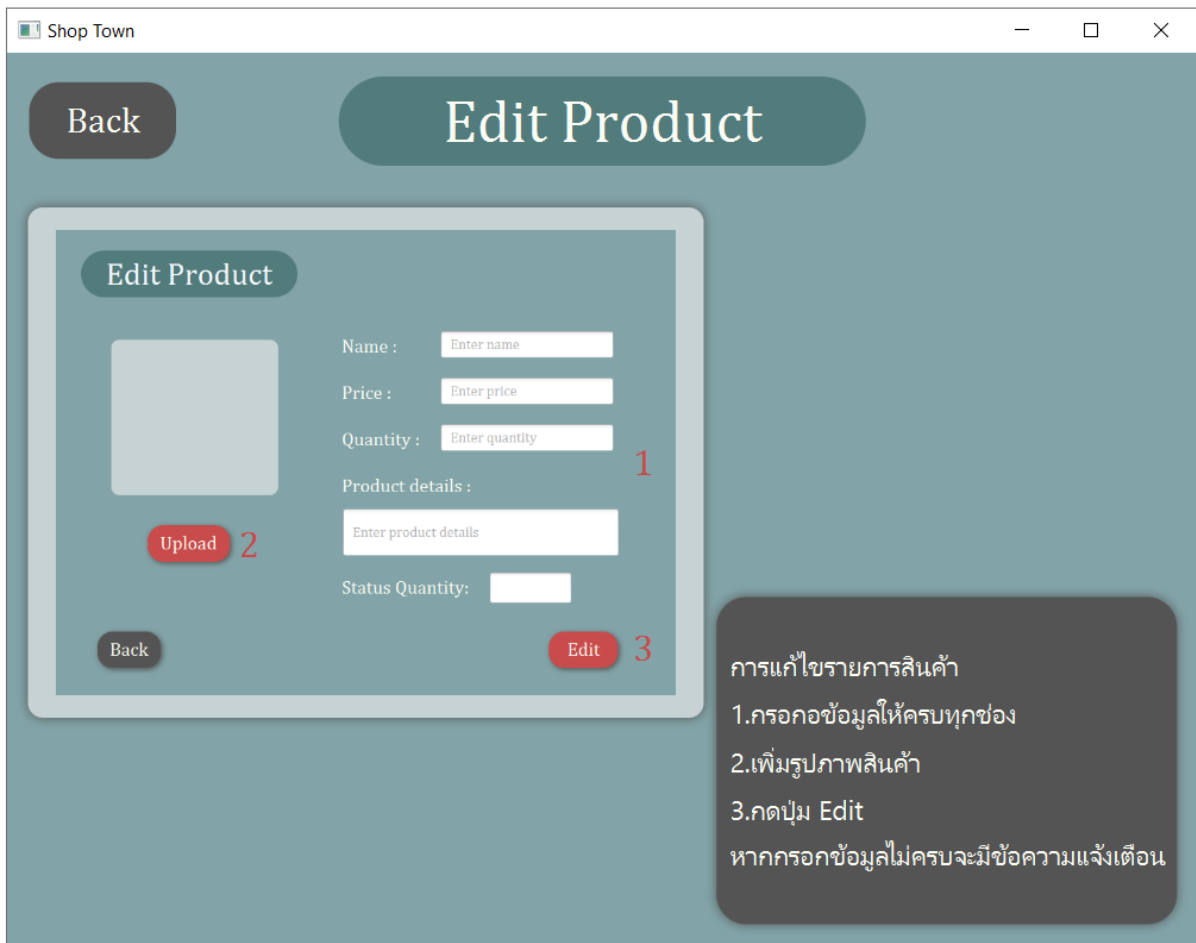 Shop Town
Back
Edit Product
Edit Product
Name :
Enter name
Price :
Enter price
Quantity :
Enter quantity
1
Product details :
Enter product details
Upload
2
Status Quantity:
Back
Edit
3
การแก้ไขรายการสินค้า
1.กรอกอข้อมูลให้ครบทุกช่อง
2.เพิ่มรูปภาพสินค้า
3.กดปุ่ม Edit
หากกรอกข้อมูลไม่ครบจะมีข้อความแจ้งเตือน